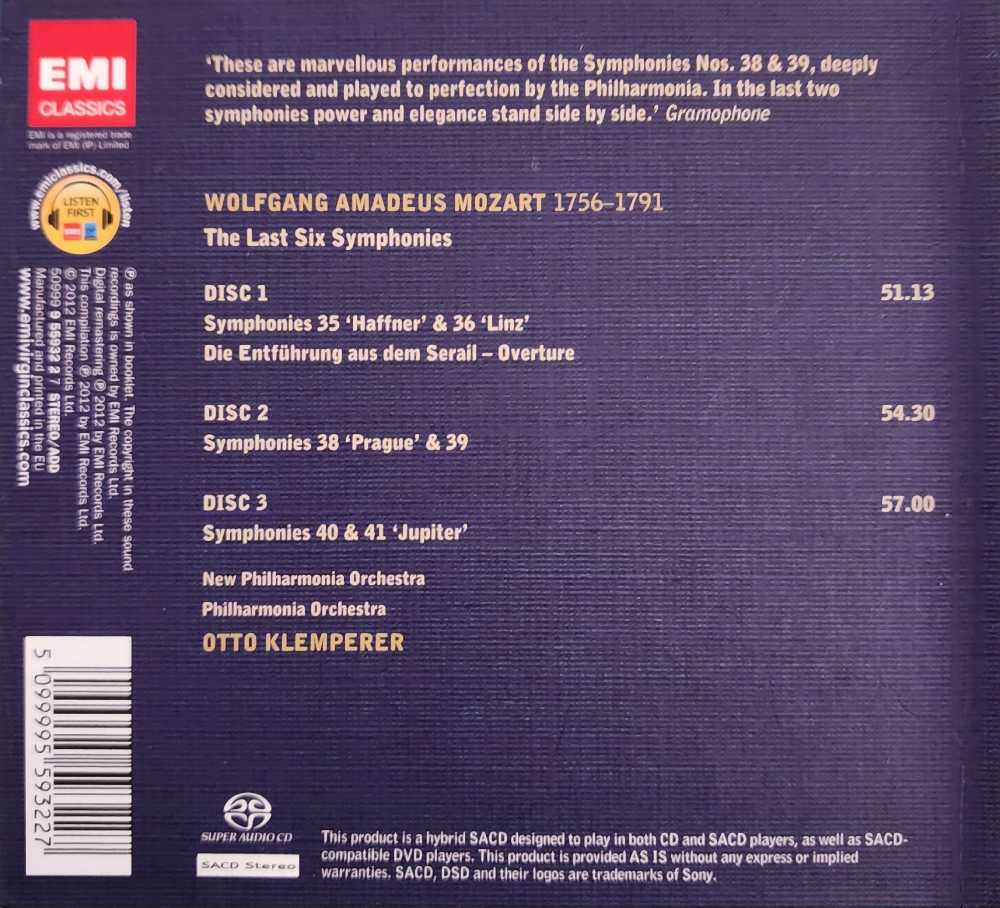 EMI
CLASSICS
EMI is a registered trade
mark of EMI (IP) Limited
www.emiclassics.com/listen
LISTEN
FIRST
EMI
℗ as shown in booklet. The copyright in these sound
recordings is owned by EMI Records Ltd.
Digital remastering ℗ 2012 by EMI Records Ltd.
This compilation ℗ 2012 by EMI Records Ltd.
© 2012 EMI Records Ltd.
50999 9 55932 2 7 STEREO/ADD
Manufactured and printed in the EU
www.emivirginclassics.com
5 099995 593227
‘These are marvellous performances of the Symphonies Nos. 38 & 39, deeply
considered and played to perfection by the Philharmonia. In the last two
symphonies power and elegance stand side by side.’ Gramophone
WOLFGANG AMADEUS MOZART 1756–1791
The Last Six Symphonies
DISC 1 51.13
Symphonies 35 ‘Haffner’ & 36 ‘Linz’
Die Entführung aus dem Serail – Overture
DISC 2 54.30
Symphonies 38 ‘Prague’ & 39
DISC 3 57.00
Symphonies 40 & 41 ‘Jupiter’
New Philharmonia Orchestra
Philharmonia Orchestra
OTTO KLEMPERER
SUPER AUDIO CD
SACD Stereo
This product is a hybrid SACD designed to play in both CD and SACD players, as well as SACD-
compatible DVD players. This product is provided AS IS without any express or implied
warranties. SACD, DSD and their logos are trademarks of Sony.